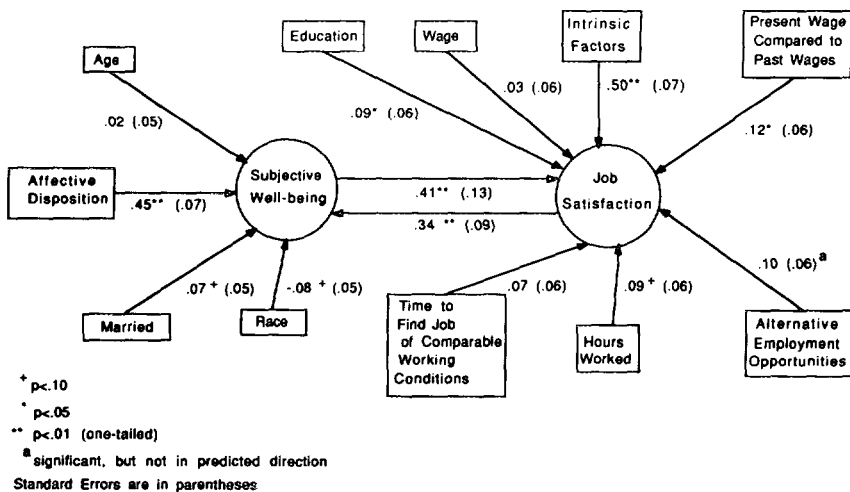 Age
Education
Wage
Intrinsic
Factors
Present Wage
Compared to
Past Wages
.02 (.05)
.09* (.06)
.03 (.06)
.50** (.07)
.12* (.06)
Affective
Disposition
.45** (.07)
Subjective
Well-being
.41** (.13)
.34 ** (.09)
Job
Satisfaction
.07 + (.05)
-.08 + (.05)
.07 (.06)
.09 + (.06)
.10 (.06) a
Married
Race
Time to
Find Job
of Comparable
Working
Conditions
Hours
Worked
Alternative
Employment
Opportunities
+ p<.10
* p<.05
** p<.01 (one-tailed)
a significant, but not in predicted direction
Standard Errors are in parentheses